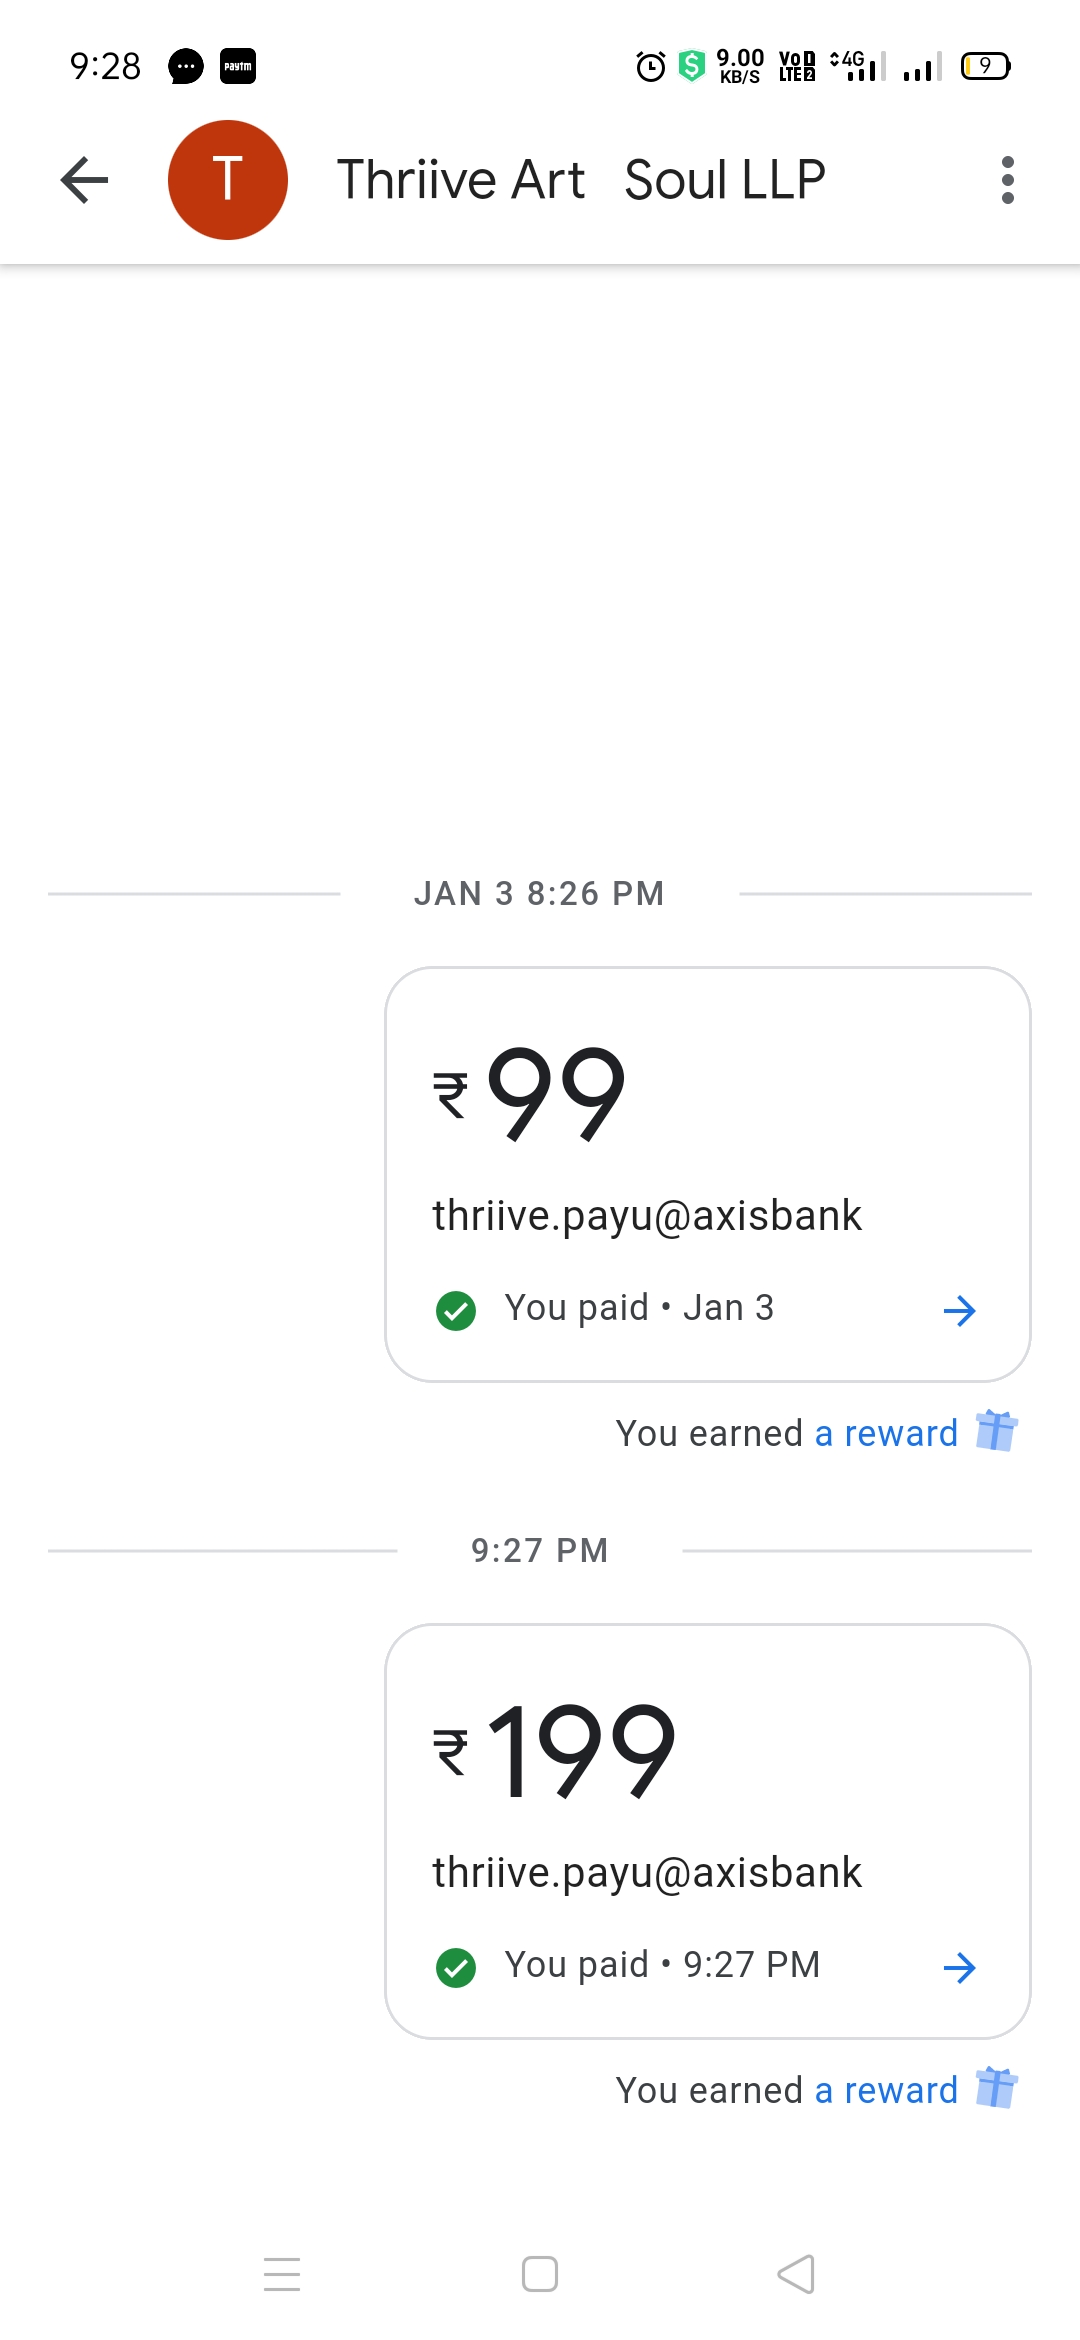 9:28 Paytm 9.00 KB/S VoD LTE2 4G 9
T Thriive Art Soul LLP
JAN 3 8:26 PM
₹99
thriive.payu@axisbank
You paid • Jan 3
You earned a reward
9:27 PM
₹199
thriive.payu@axisbank
You paid • 9:27 PM
You earned a reward